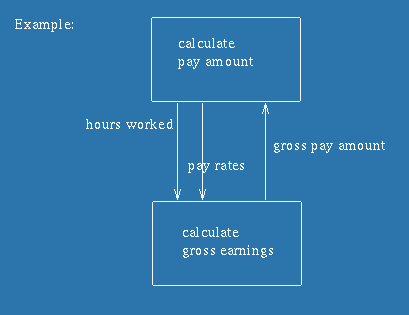 Example:
calculate
pay amount
hours worked
gross pay amount
pay rates
calculate
gross earnings